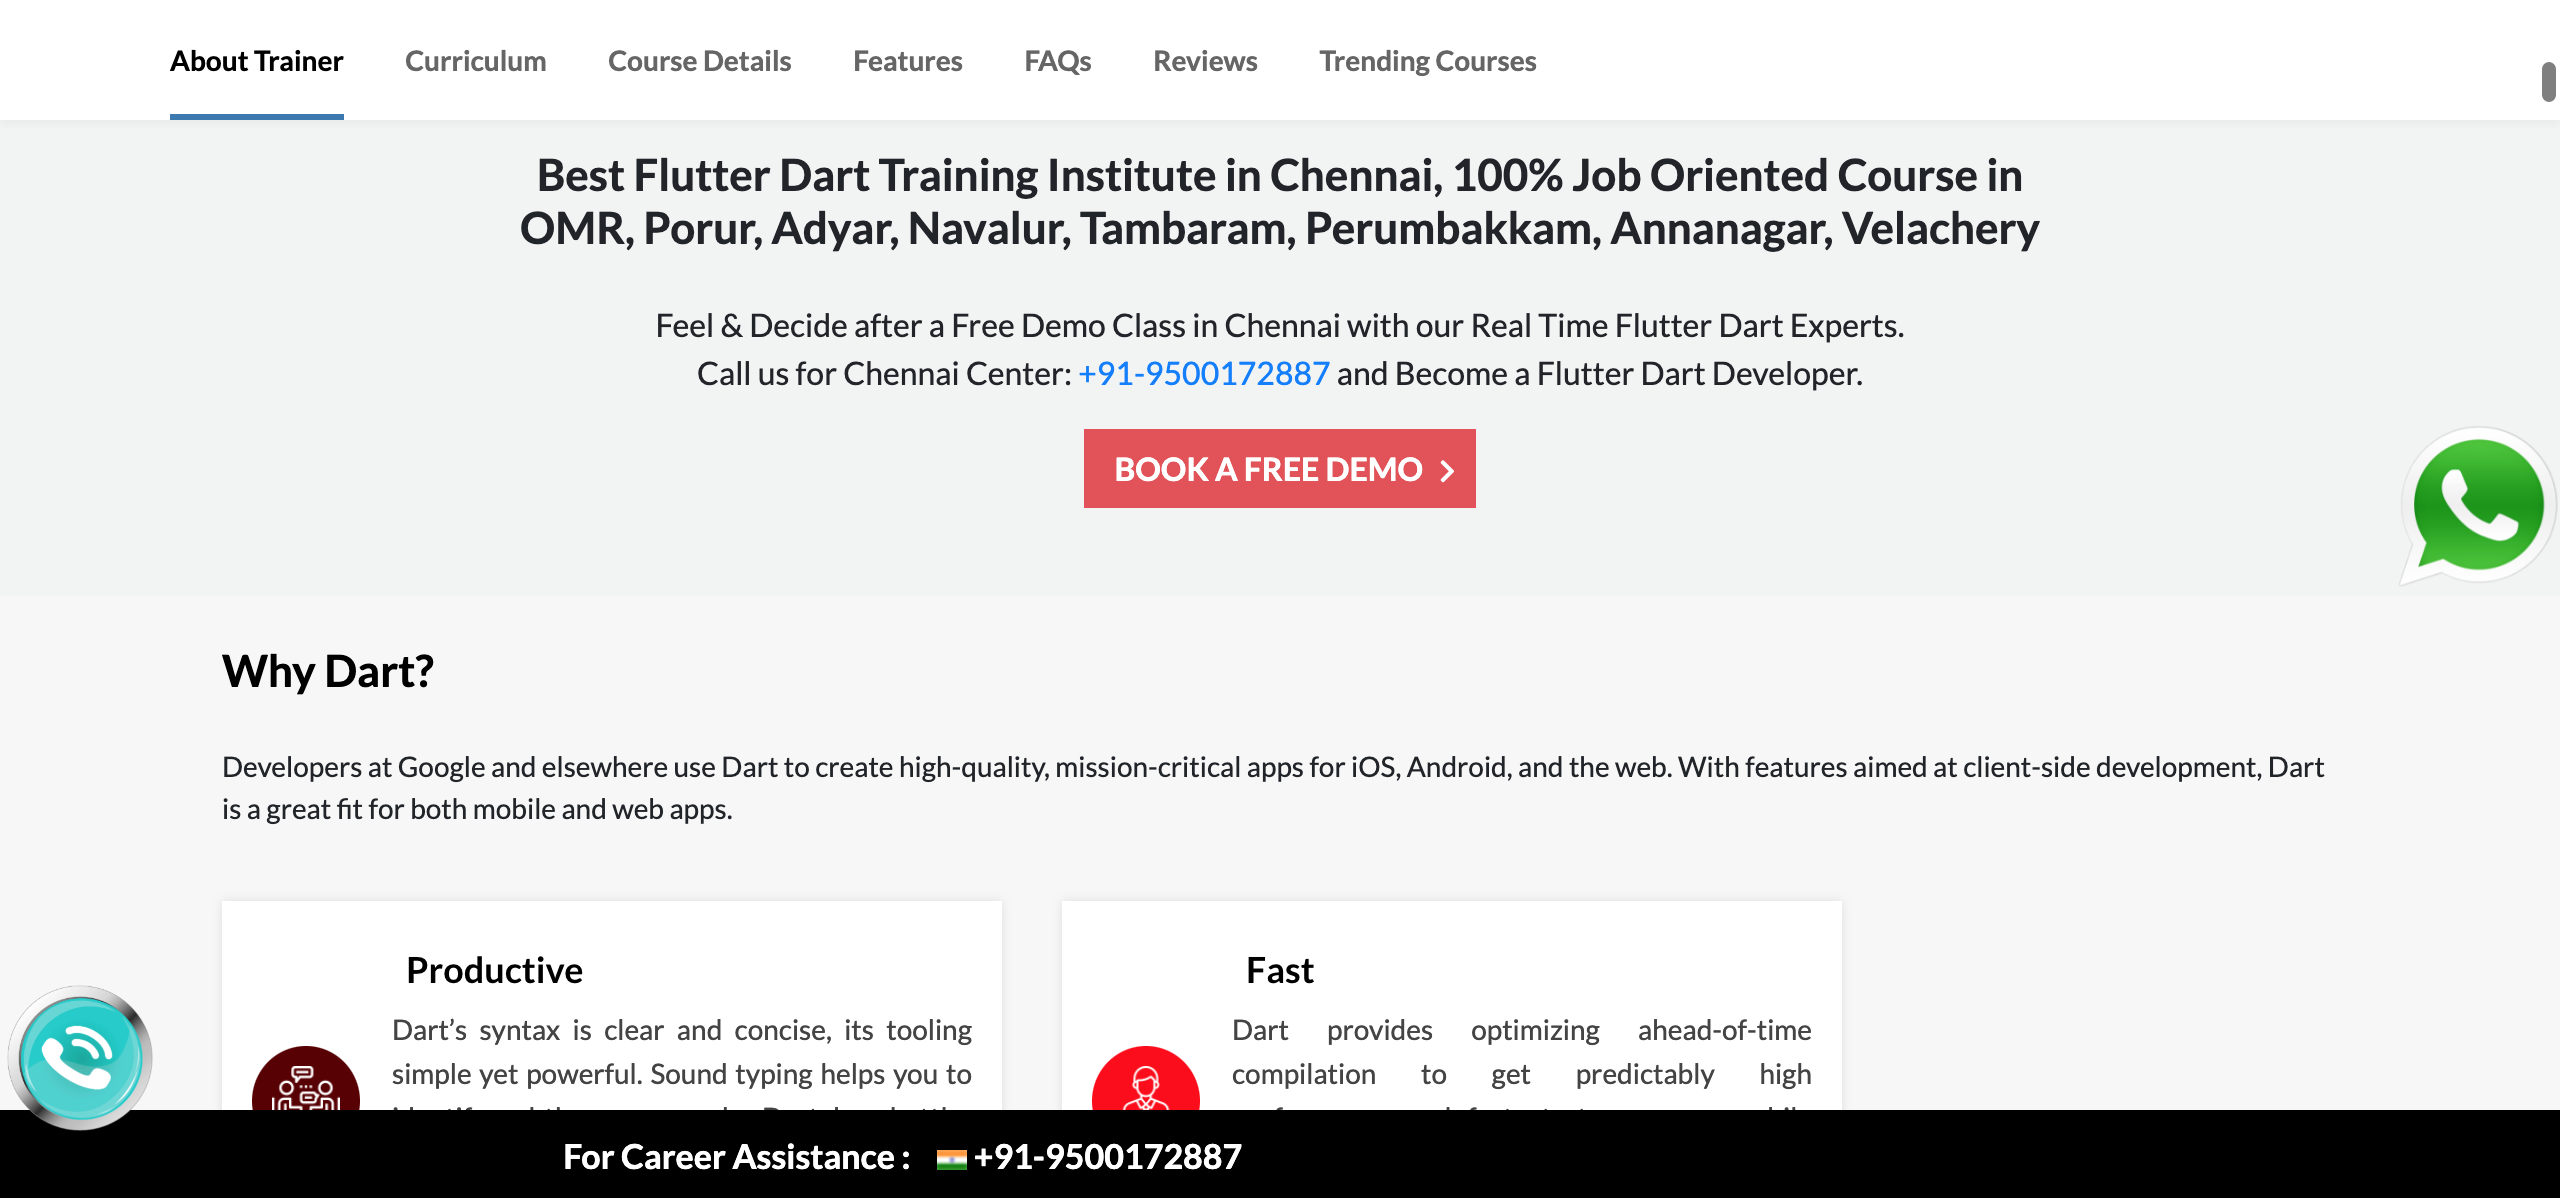 About Trainer Curriculum Course Details Features FAQs Reviews Trending Courses
Best Flutter Dart Training Institute in Chennai, 100% Job Oriented Course in
OMR, Porur, Adyar, Navalur, Tambaram, Perumbakkam, Annanagar, Velachery
Feel & Decide after a Free Demo Class in Chennai with our Real Time Flutter Dart Experts.
Call us for Chennai Center: +91-9500172887 and Become a Flutter Dart Developer.
BOOK A FREE DEMO
Why Dart?
Developers at Google and elsewhere use Dart to create high-quality, mission-critical apps for iOS, Android, and the web. With features aimed at client-side development, Dart
is a great fit for both mobile and web apps.
Productive
Dart’s syntax is clear and concise, its tooling
simple yet powerful. Sound typing helps you to
Fast
Dart provides optimizing ahead-of-time
compilation to get predictably high
For Career Assistance : +91-9500172887